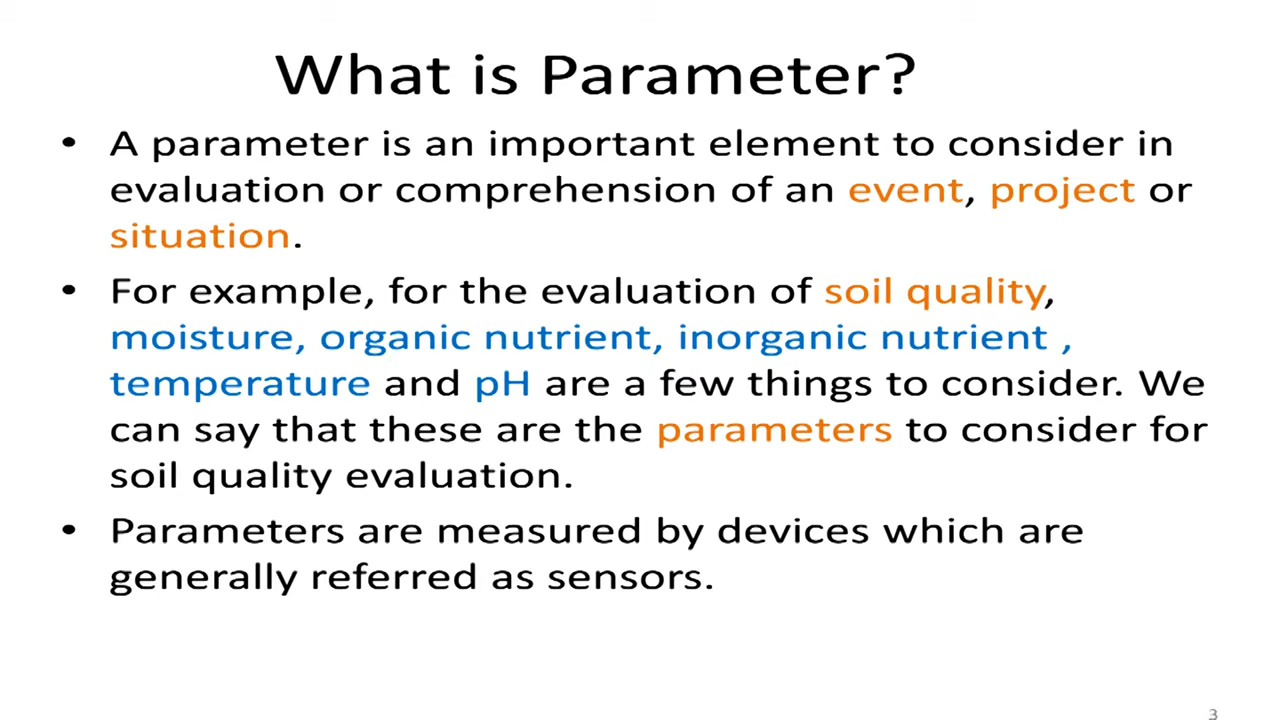 What is Parameter?
• A parameter is an important element to consider in
evaluation or comprehension of an event, project or
situation.
• For example, for the evaluation of soil quality,
moisture, organic nutrient, inorganic nutrient ,
temperature and pH are a few things to consider. We
can say that these are the parameters to consider for
soil quality evaluation.
• Parameters are measured by devices which are
generally referred as sensors.
3